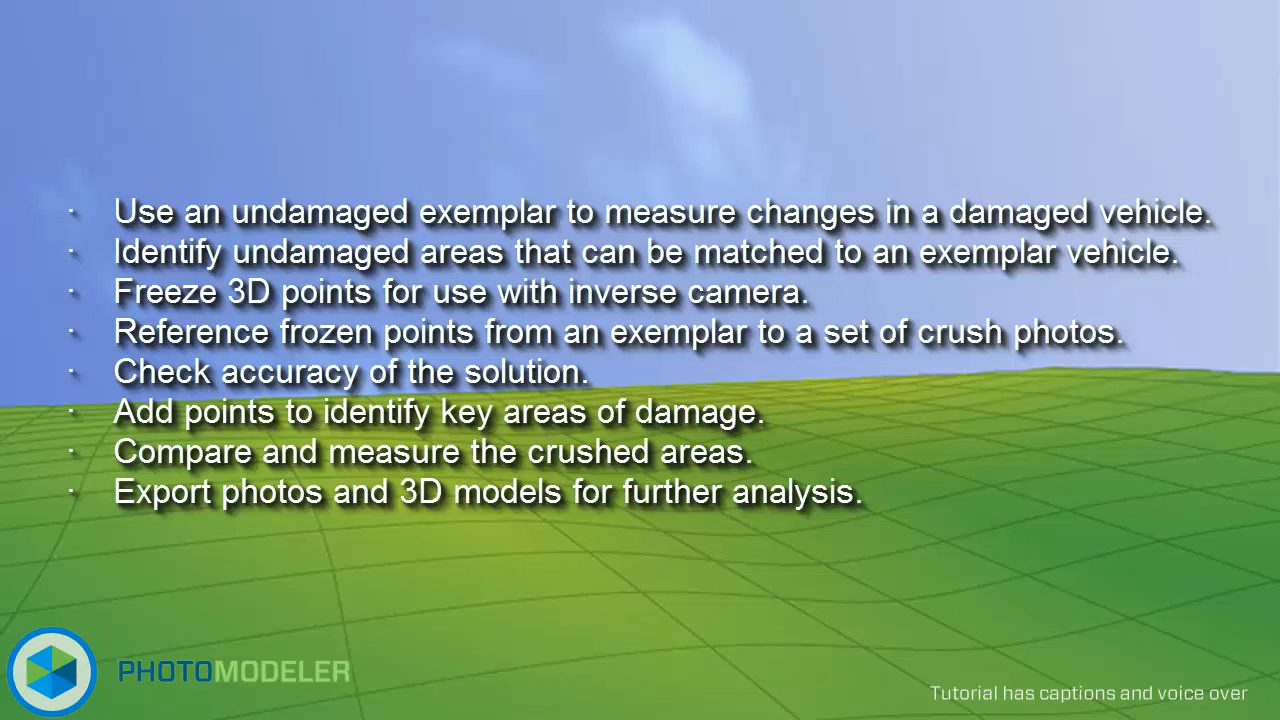 · Use an undamaged exemplar to measure changes in a damaged vehicle.
· Identify undamaged areas that can be matched to an exemplar vehicle.
· Freeze 3D points for use with inverse camera.
· Reference frozen points from an exemplar to a set of crush photos.
· Check accuracy of the solution.
· Add points to identify key areas of damage.
· Compare and measure the crushed areas.
· Export photos and 3D models for further analysis.
PHOTOMODELER
Tutorial has captions and voice over